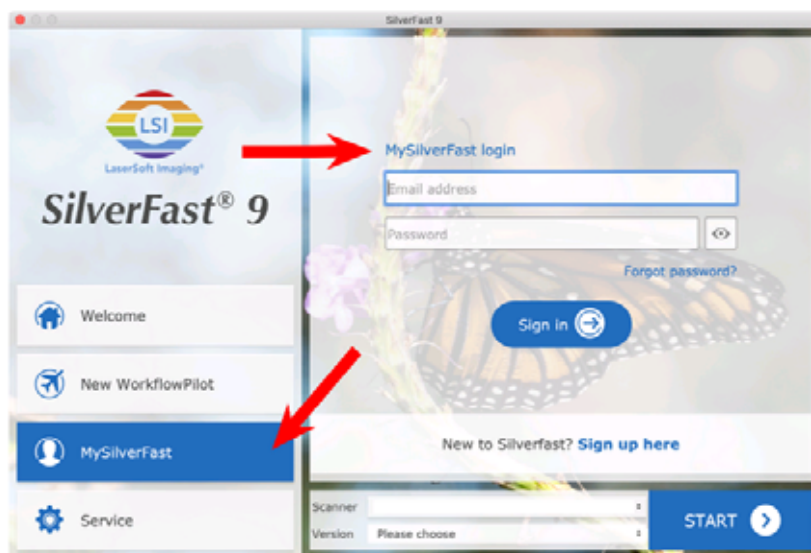 SilverFast 9
LSI
LaserSoft Imaging®
SilverFast® 9
Welcome
New WorkflowPilot
MySilverFast
Service
MySilverFast login
Email address
Password
Forgot password?
Sign in
New to Silverfast? Sign up here
Scanner
Version Please choose
START